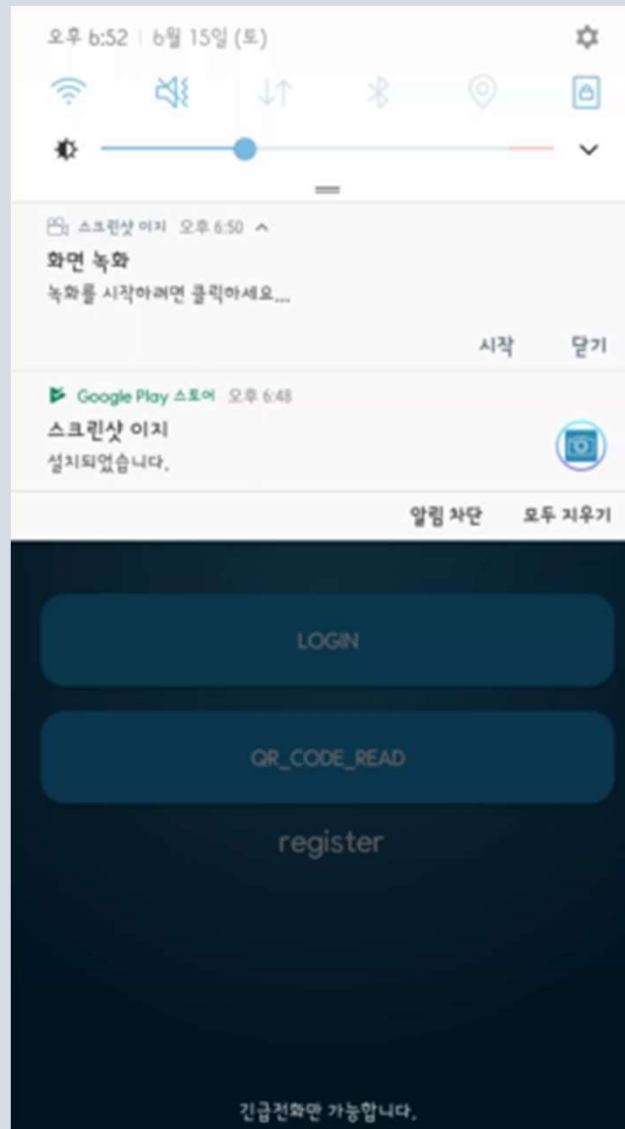 오후 6:52 | 6월 15일 (토)
스크린샷 이지 오후 6:50
화면 녹화
녹화를 시작하려면 클릭하세요...
시작 닫기
Google Play 스토어 오후 6:48
스크린샷 이지
설치되었습니다.
알림 차단 모두 지우기
LOGIN
QR_CODE_READ
register
긴급전화만 가능합니다.